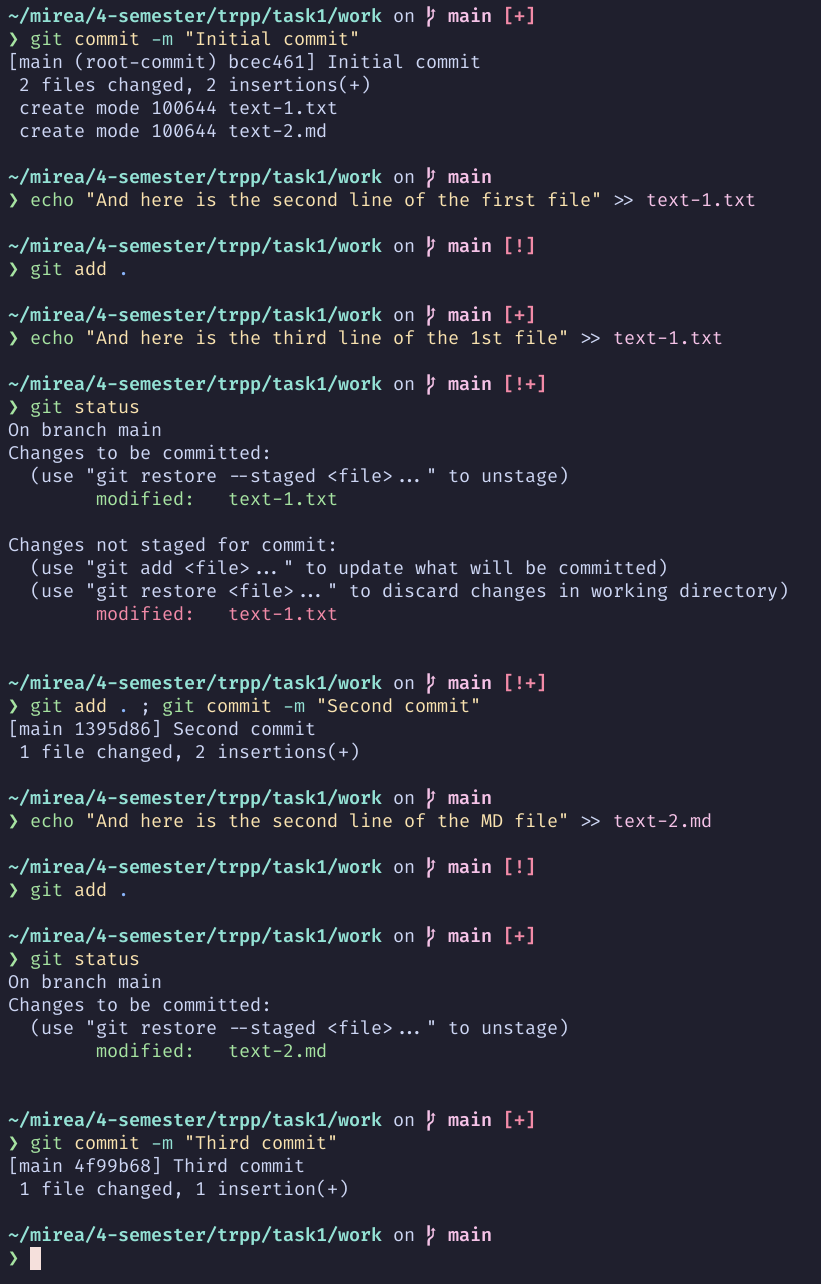 ~/mirea/4-semester/trpp/task1/work on  main [+]
❯ git commit -m "Initial commit"
[main (root-commit) bcec461] Initial commit
 2 files changed, 2 insertions(+)
 create mode 100644 text-1.txt
 create mode 100644 text-2.md

~/mirea/4-semester/trpp/task1/work on  main
❯ echo "And here is the second line of the first file" >> text-1.txt

~/mirea/4-semester/trpp/task1/work on  main [!]
❯ git add .

~/mirea/4-semester/trpp/task1/work on  main [+]
❯ echo "And here is the third line of the 1st file" >> text-1.txt

~/mirea/4-semester/trpp/task1/work on  main [!+]
❯ git status
On branch main
Changes to be committed:
  (use "git restore --staged <file>..." to unstage)
        modified:   text-1.txt

Changes not staged for commit:
  (use "git add <file>..." to update what will be committed)
  (use "git restore <file>..." to discard changes in working directory)
        modified:   text-1.txt


~/mirea/4-semester/trpp/task1/work on  main [!+]
❯ git add . ; git commit -m "Second commit"
[main 1395d86] Second commit
 1 file changed, 2 insertions(+)

~/mirea/4-semester/trpp/task1/work on  main
❯ echo "And here is the second line of the MD file" >> text-2.md

~/mirea/4-semester/trpp/task1/work on  main [!]
❯ git add .

~/mirea/4-semester/trpp/task1/work on  main [+]
❯ git status
On branch main
Changes to be committed:
  (use "git restore --staged <file>..." to unstage)
        modified:   text-2.md


~/mirea/4-semester/trpp/task1/work on  main [+]
❯ git commit -m "Third commit"
[main 4f99b68] Third commit
 1 file changed, 1 insertion(+)

~/mirea/4-semester/trpp/task1/work on  main
❯